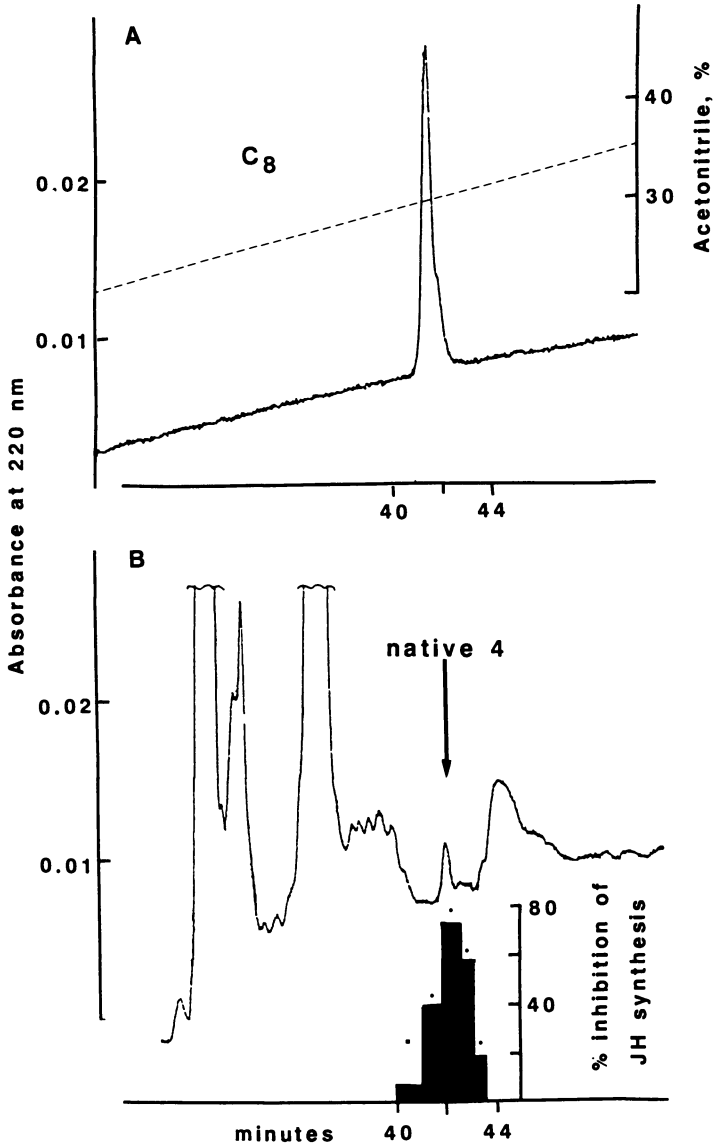 A
C8
0.02
0.01
40
30
Acetonitrile, %
40
44
Absorbance at 220 nm
B
native 4
0.02
0.01
80
40
% inhibition of
JH synthesis
minutes
40
44